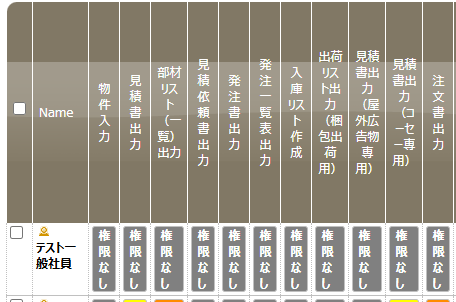 Name
物件入力
見積書出力
部材リスト（一覧）出力
見積依頼書出力
発注書出力
発注一覧表出力
入庫リスト作成
出荷リスト出力（梱包出荷用）
見積書出力（屋外広告物専用）
見積書出力（コーセー専用）
注文書出力
テスト一
般社員
権限なし
権限なし
権限なし
権限なし
権限なし
権限なし
権限なし
権限なし
権限なし
権限なし
権限なし